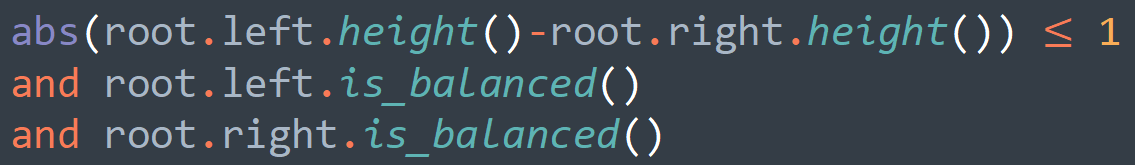 abs(root.left.height()-root.right.height()) ≤ 1
and root.left.is_balanced()
and root.right.is_balanced()